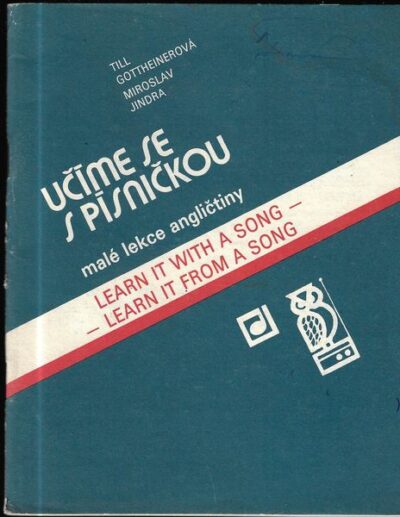 TILL
GOTTHEINEROVÁ
MIROSLAV
JINDRA
UČÍME SE
S PÍSNIČKOU
malé lekce angličtiny
LEARN IT WITH A SONG –
– LEARN IT FROM A SONG